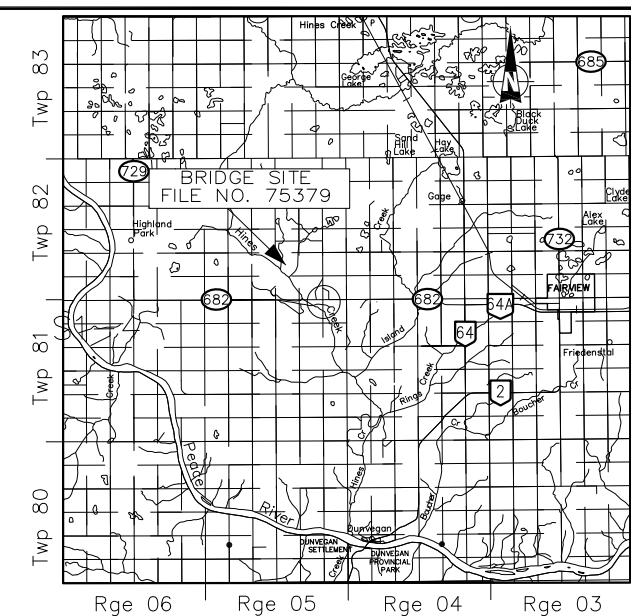 Hines Creek
P
George Lake
685
N
Black Duck Lake
Sand Hill Lake
Hay Lake
729
BRIDGE SITE
FILE NO. 75379
Gage
Clyde Lake
Alex Lake
Highland Park
Hines
Creek
Creek
732
FAIRVIEW
682
682
64A
64
Island
Friedenstal
Rings Creek
2
Boucher
Creek
Cr
Cr
Peace
River
Hines
Boucher
Dunvegan
DUNVEGAN SETTLEMENT
DUNVEGAN PROVINCIAL PARK
Creek
Twp 83
Twp 82
Twp 81
Twp 80
Rge 06
Rge 05
Rge 04
Rge 03